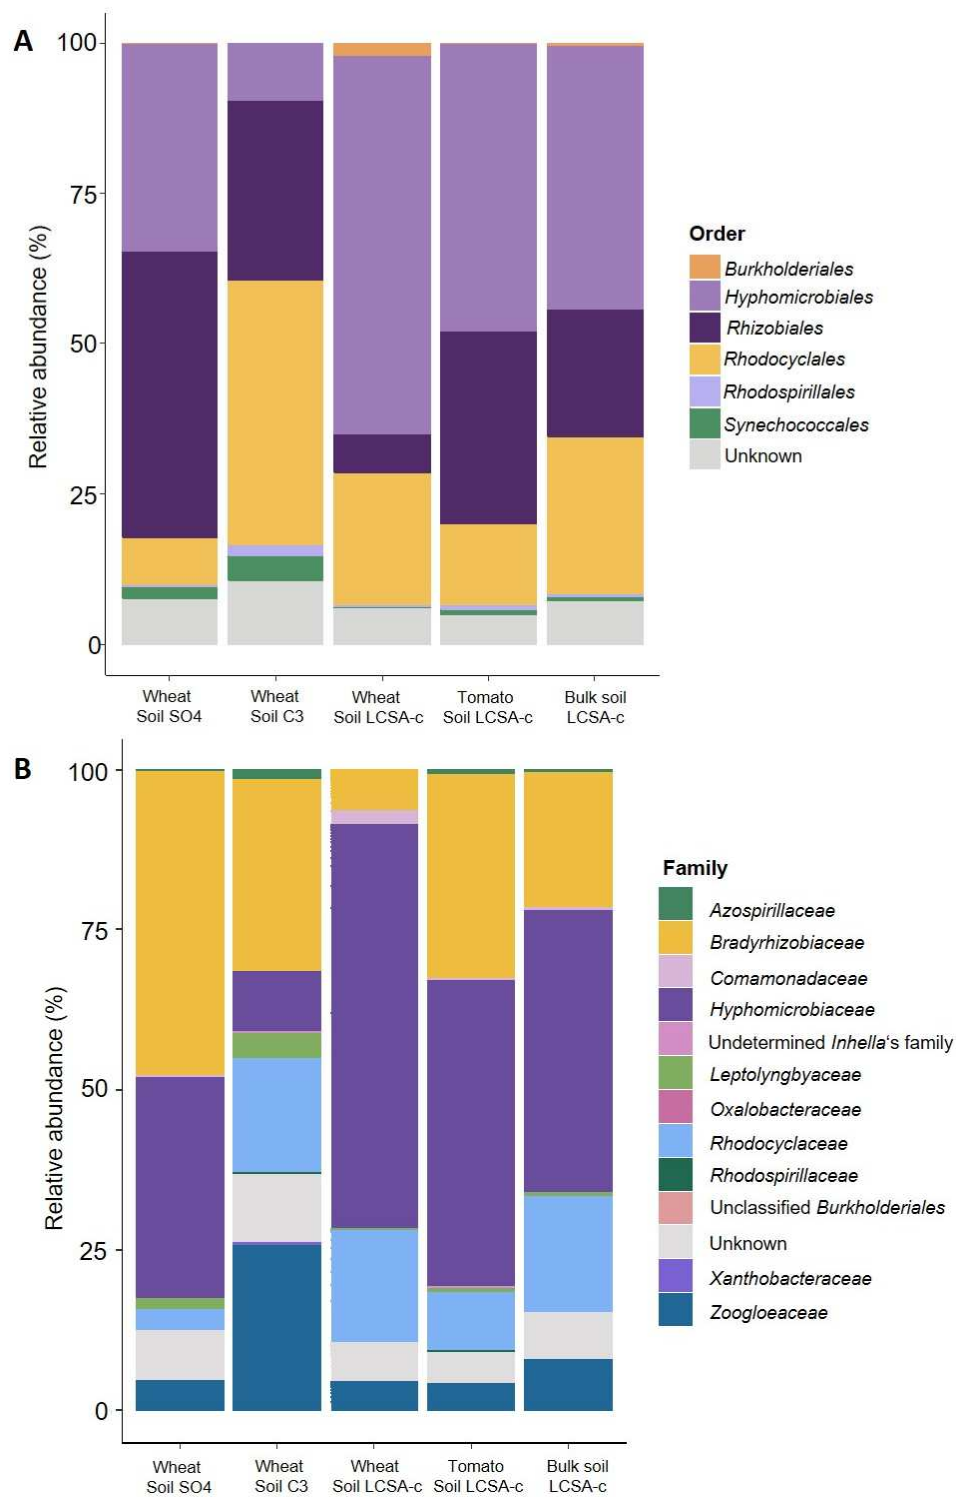 A
Relative abundance (%)
100
75
50
25
0
Wheat
Soil SO4
Wheat
Soil C3
Wheat
Soil LCSA-c
Tomato
Soil LCSA-c
Bulk soil
LCSA-c
Order
Burkholderiales
Hyphomicrobiales
Rhizobiales
Rhodocyclales
Rhodospirillales
Synechococcales
Unknown
B
Relative abundance (%)
100
75
50
25
0
Wheat
Soil SO4
Wheat
Soil C3
Wheat
Soil LCSA-c
Tomato
Soil LCSA-c
Bulk soil
LCSA-c
Family
Azospirillaceae
Bradyrhizobiaceae
Comamonadaceae
Hyphomicrobiaceae
Undetermined Inhella‘s family
Leptolyngbyaceae
Oxalobacteraceae
Rhodocyclaceae
Rhodospirillaceae
Unclassified Burkholderiales
Unknown
Xanthobacteraceae
Zoogloeaceae